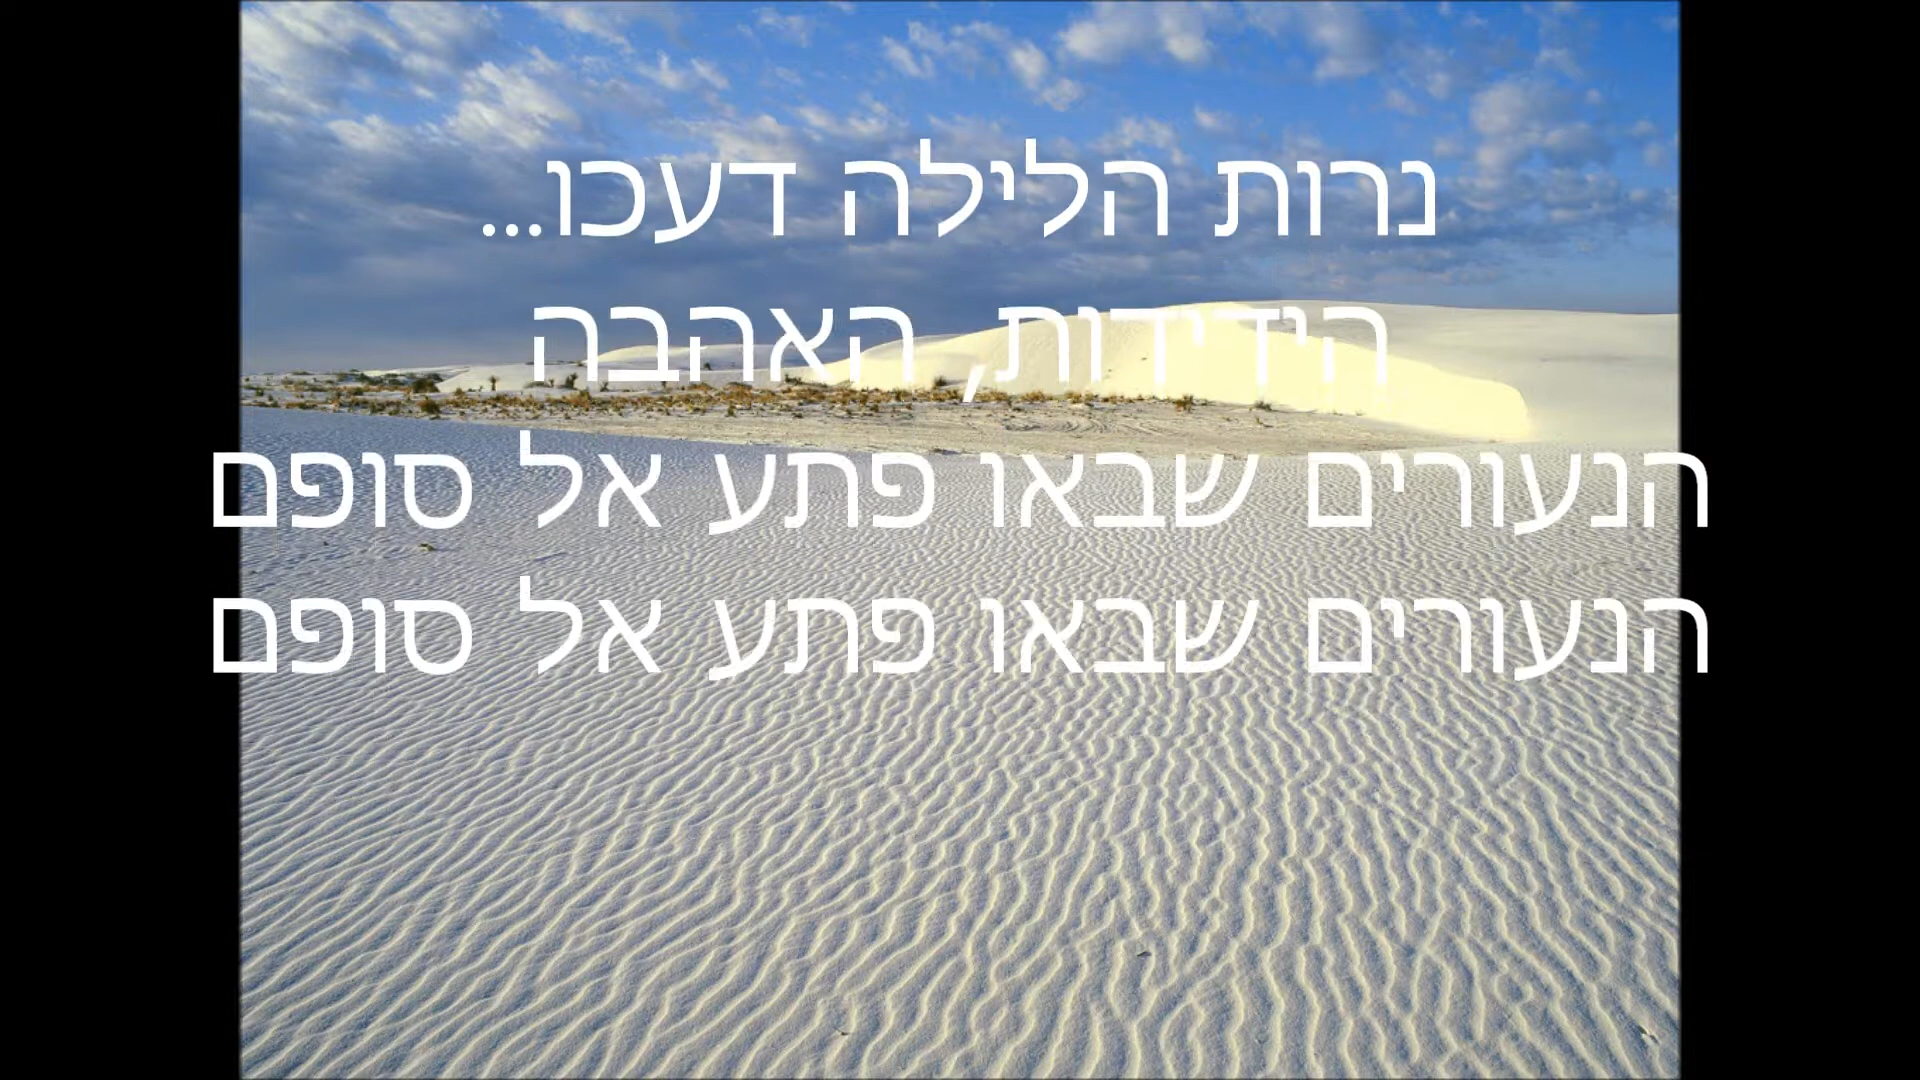 נרות הלילה דעכו...
הידידות, האהבה
הנעורים שבאו פתע אל סופם
הנעורים שבאו פתע אל סופם